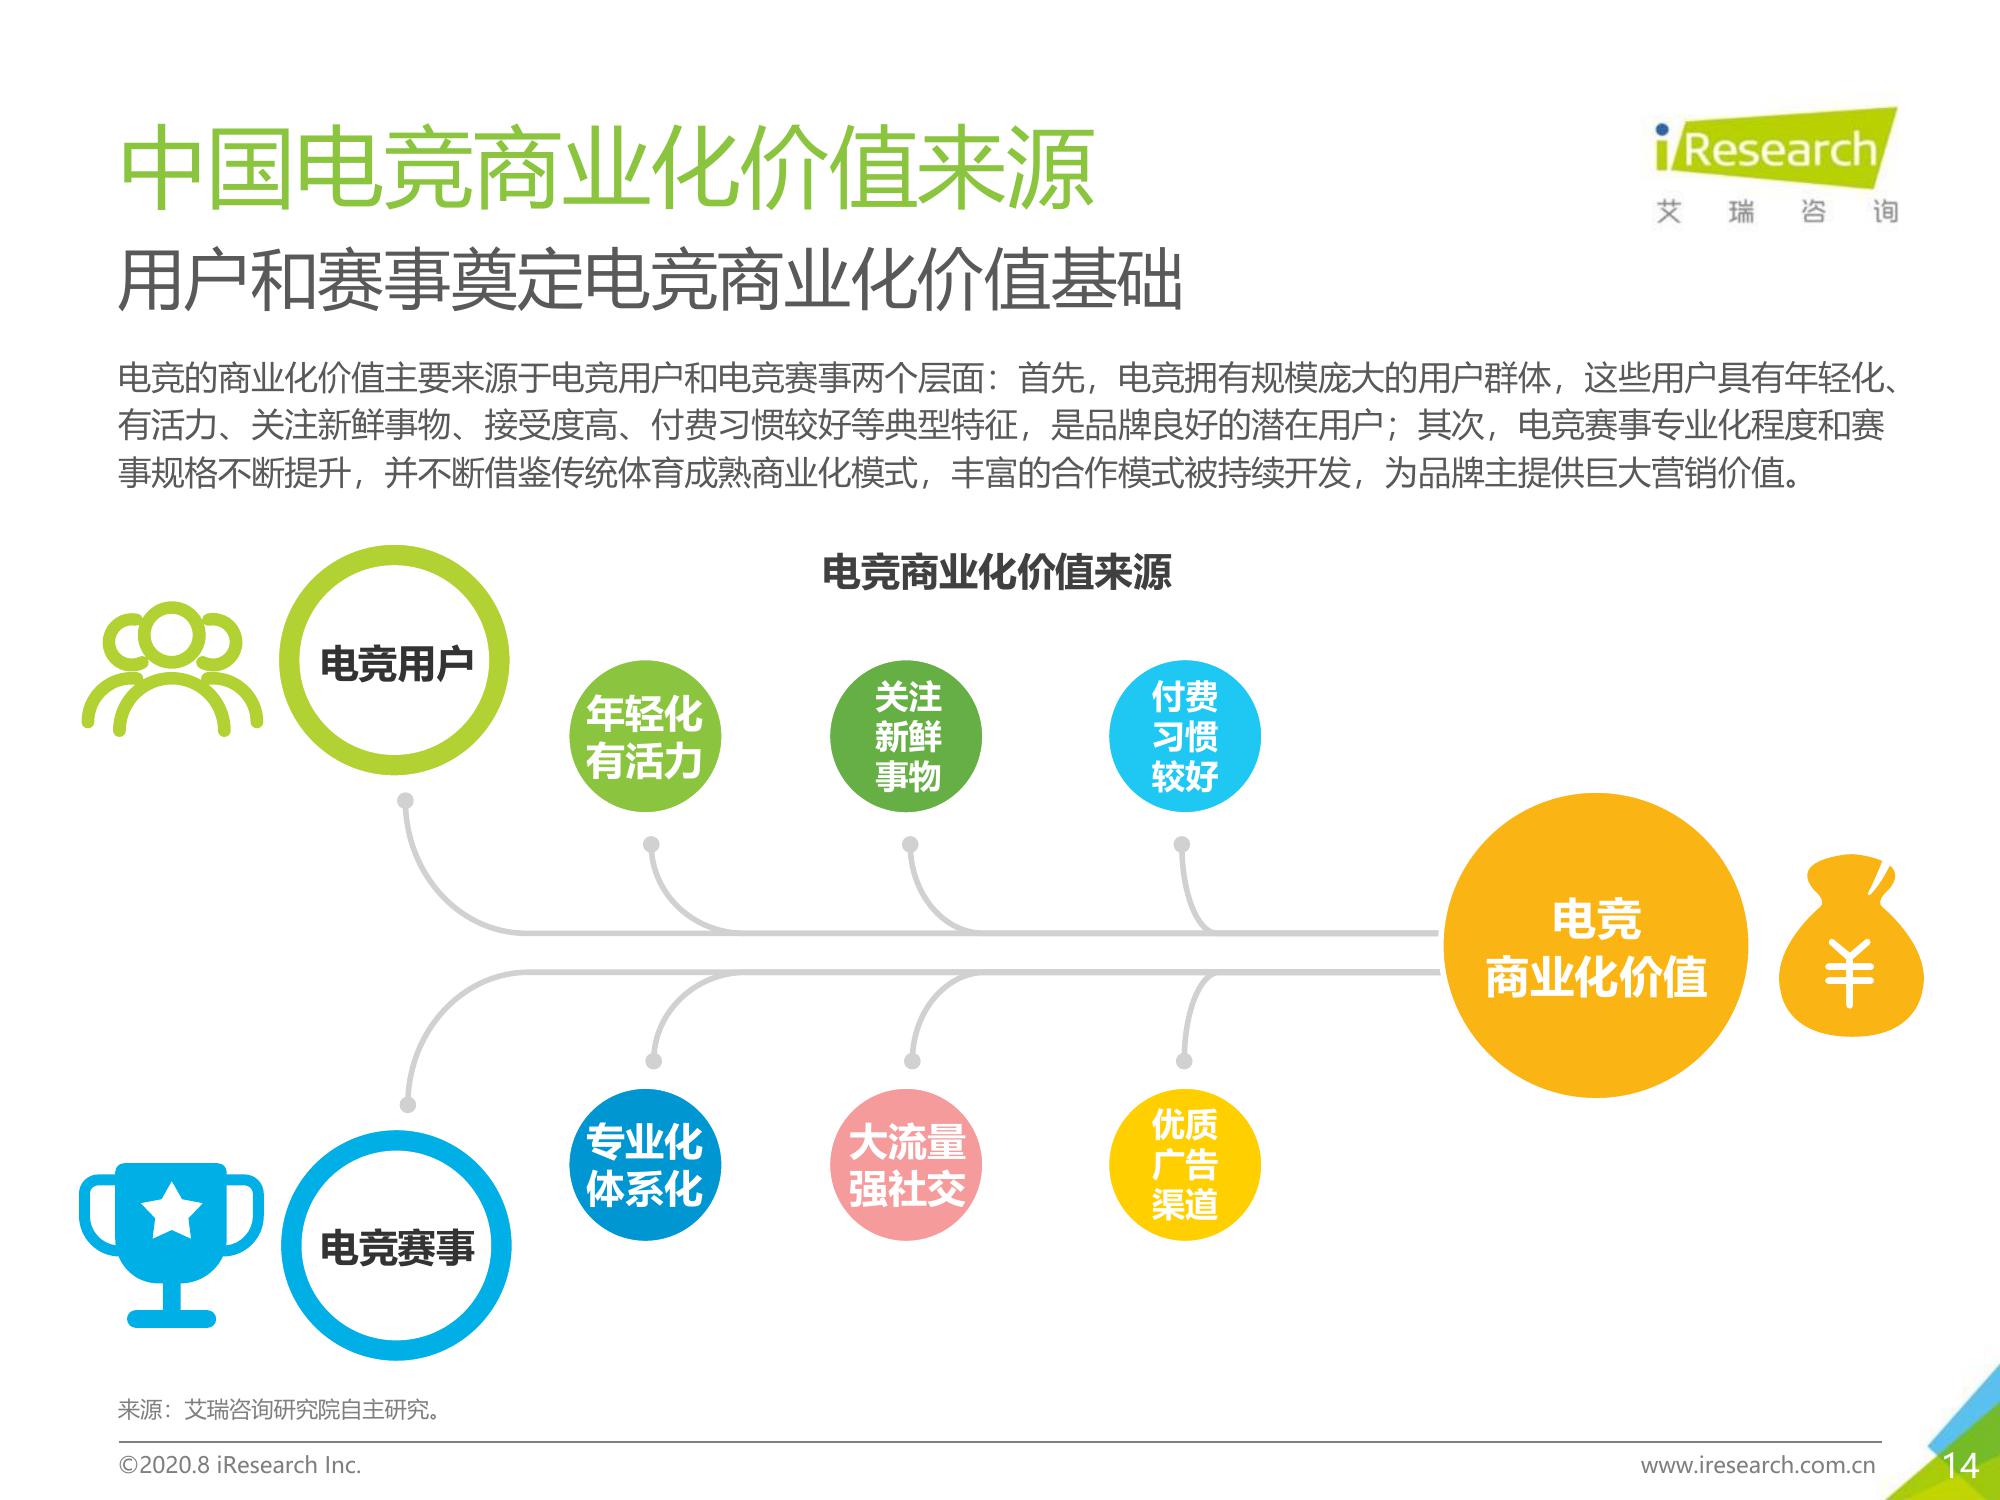 中国电竞商业化价值来源
iResearch
艾瑞咨询
用户和赛事奠定电竞商业化价值基础
电竞的商业化价值主要来源于电竞用户和电竞赛事两个层面：首先，电竞拥有规模庞大的用户群体，这些用户具有年轻化、
有活力、关注新鲜事物、接受度高、付费习惯较好等典型特征，是品牌良好的潜在用户；其次，电竞赛事专业化程度和赛
事规格不断提升，并不断借鉴传统体育成熟商业化模式，丰富的合作模式被持续开发，为品牌主提供巨大营销价值。
电竞商业化价值来源
电竞用户
年轻化
有活力
关注
新鲜
事物
付费
习惯
较好
电竞
商业化价值
¥
专业化
体系化
大流量
强社交
优质
广告
渠道
电竞赛事
来源：艾瑞咨询研究院自主研究。
©2020.8 iResearch Inc.
www.iresearch.com.cn
14